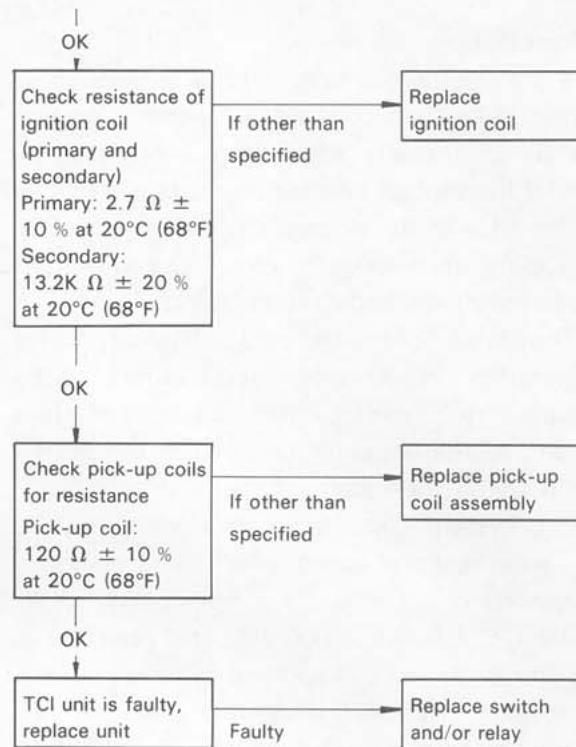 OK
Check resistance of
ignition coil
(primary and
secondary)
Primary: 2.7 Ω ±
10 % at 20°C (68°F)
Secondary:
13.2K Ω ± 20 %
at 20°C (68°F)
If other than
specified
Replace
ignition coil
OK
Check pick-up coils
for resistance
Pick-up coil:
120 Ω ± 10 %
at 20°C (68°F)
If other than
specified
Replace pick-up
coil assembly
OK
TCI unit is faulty,
replace unit
Faulty
Replace switch
and/or relay